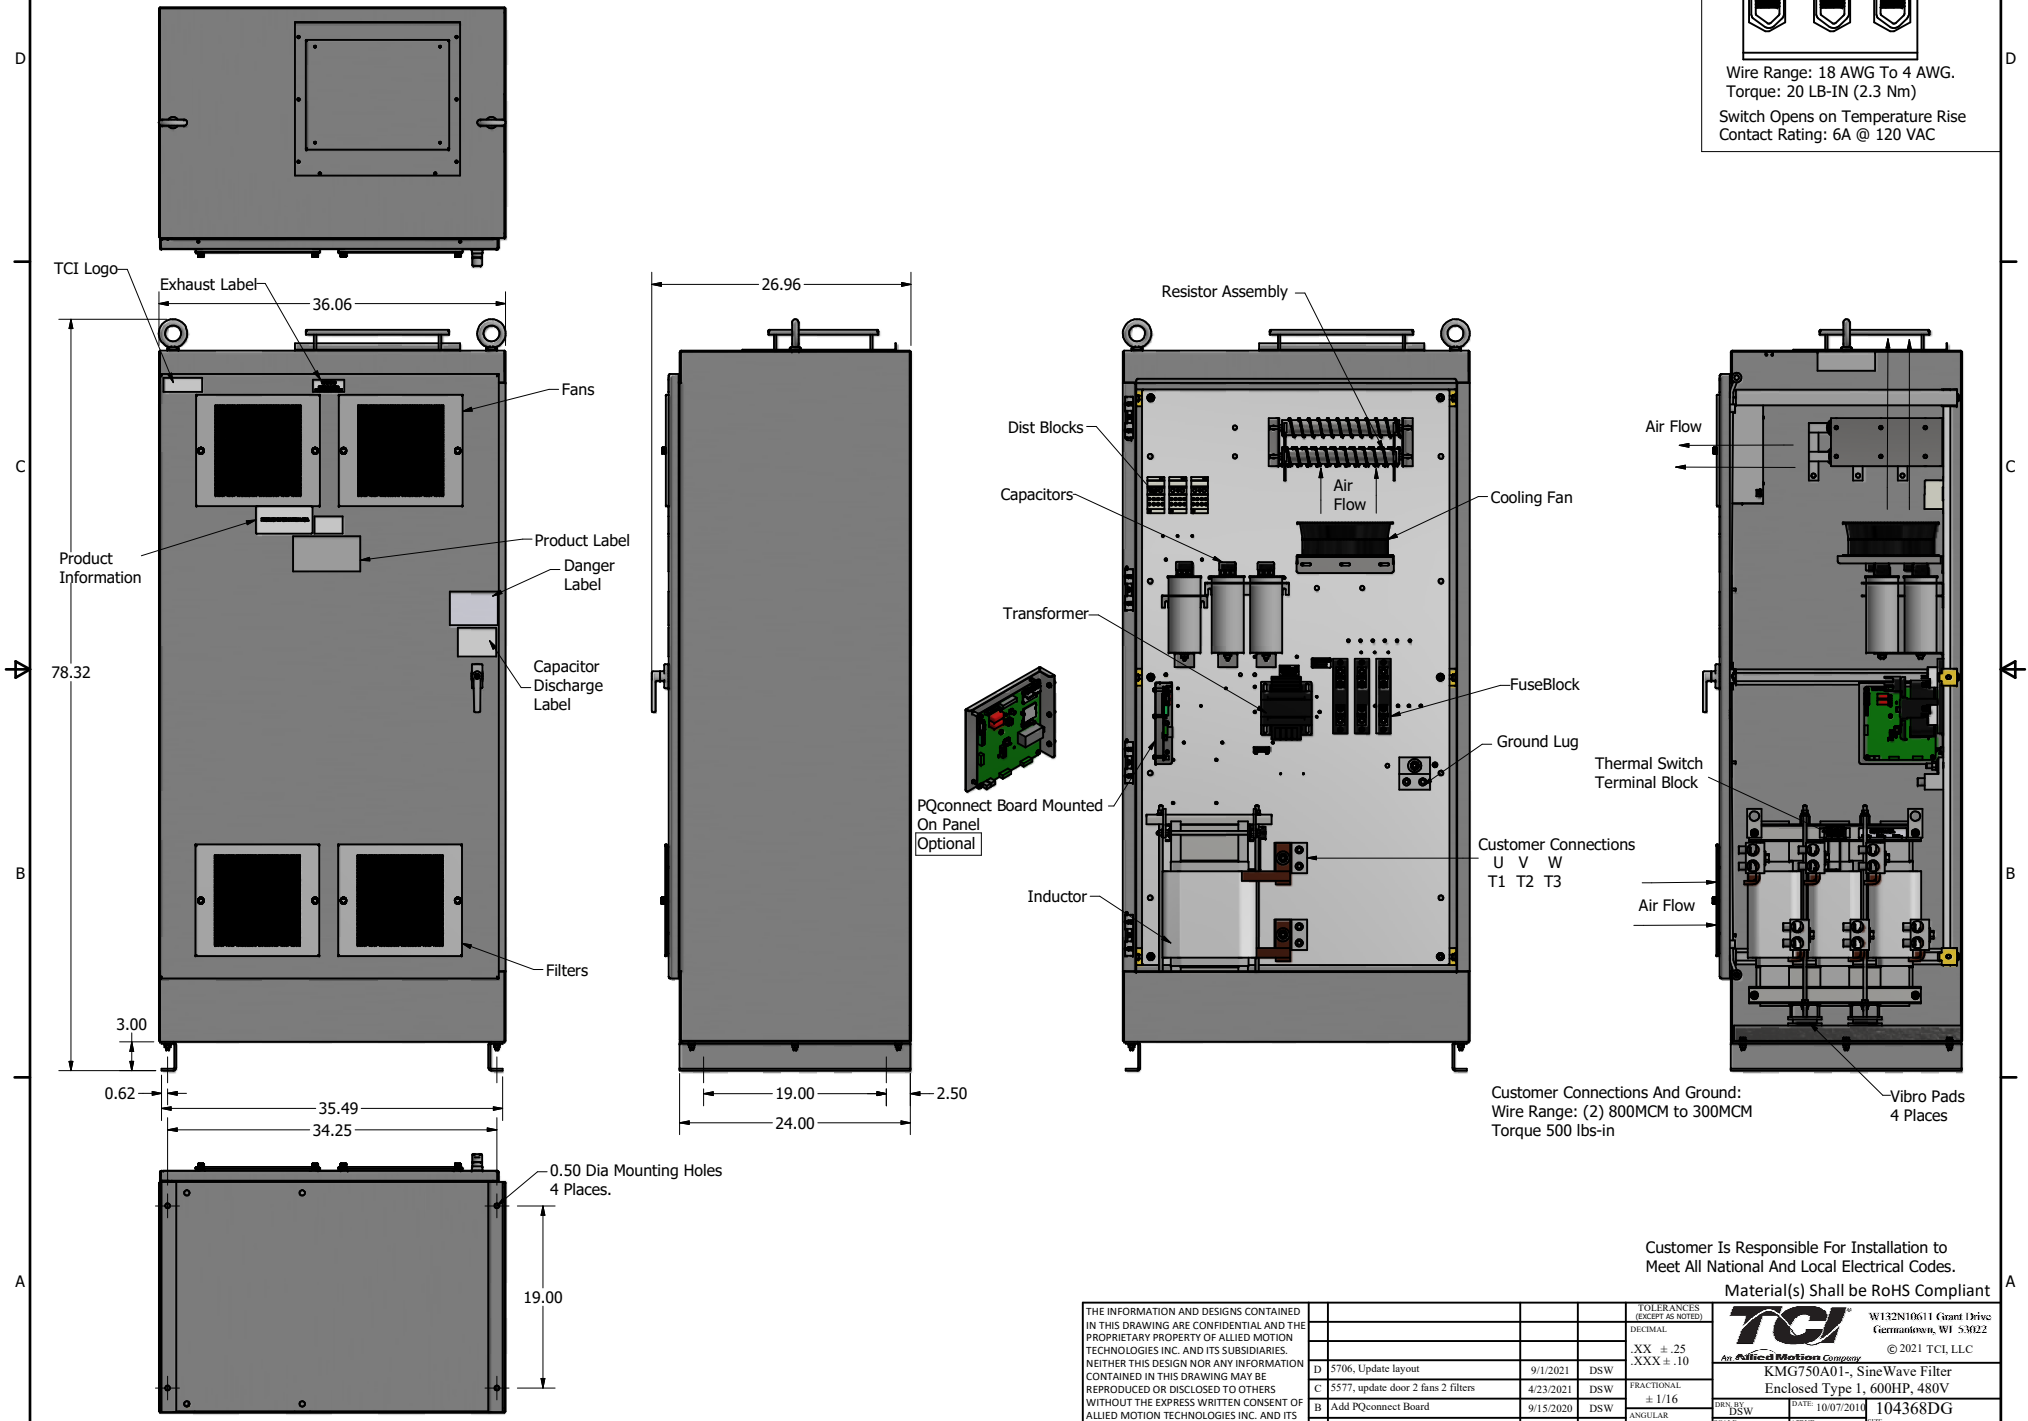 D
D
Wire Range: 18 AWG To 4 AWG.
Torque: 20 LB-IN (2.3 Nm)
Switch Opens on Temperature Rise
Contact Rating: 6A @ 120 VAC
TCI Logo
Exhaust Label
36.06
26.96
Resistor Assembly
Fans
Dist Blocks
Air Flow
C
C
Capacitors
Air
Flow
Cooling Fan
Product
Information
Product Label
Danger
Label
Transformer
78.32
Capacitor
Discharge
Label
FuseBlock
Ground Lug
Thermal Switch
Terminal Block
PQconnect Board Mounted
On Panel
Optional
Customer Connections
U V W
T1 T2 T3
B
B
Inductor
Air Flow
Filters
3.00
0.62
35.49
34.25
19.00
2.50
24.00
Customer Connections And Ground:
Wire Range: (2) 800MCM to 300MCM
Torque 500 lbs-in
Vibro Pads
4 Places
0.50 Dia Mounting Holes
4 Places.
19.00
A
A
Customer Is Responsible For Installation to
Meet All National And Local Electrical Codes.
Material(s) Shall be RoHS Compliant
THE INFORMATION AND DESIGNS CONTAINED
IN THIS DRAWING ARE CONFIDENTIAL AND THE
PROPRIETARY PROPERTY OF ALLIED MOTION
TECHNOLOGIES INC. AND ITS SUBSIDIARIES.
NEITHER THIS DESIGN NOR ANY INFORMATION
CONTAINED IN THIS DRAWING MAY BE
REPRODUCED OR DISCLOSED TO OTHERS
WITHOUT THE EXPRESS WRITTEN CONSENT OF
ALLIED MOTION TECHNOLOGIES INC. AND ITS
D 5706, Update layout 9/1/2021 DSW
C 5577, update door 2 fans 2 filters 4/23/2021 DSW
B Add PQconnect Board 9/15/2020 DSW
TOLERANCES
(EXCEPT AS NOTED)
DECIMAL
.XX ± .25
.XXX ± .10
FRACTIONAL
± 1/16
ANGULAR
TCI
An Allied Motion Company
W132N10611 Grant Drive
Germantown, WI 53022
© 2021 TCI, LLC
KMG750A01-, SineWave Filter
Enclosed Type 1, 600HP, 480V
DRN. BY
DSW
DATE: 10/07/2010
104368DG